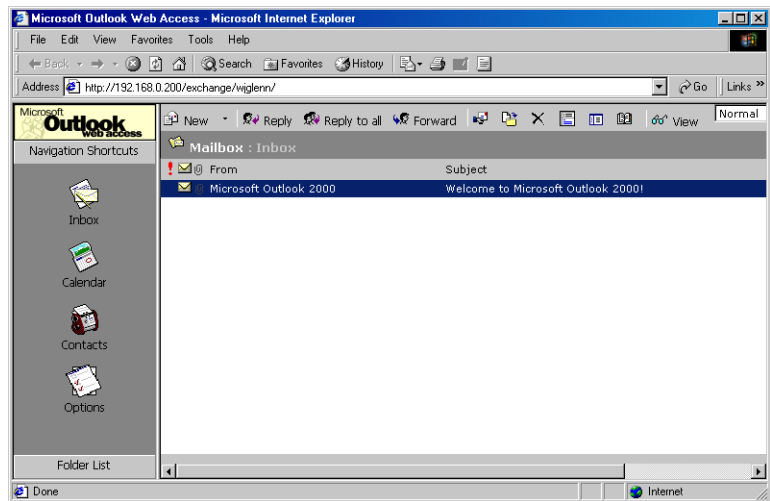 Microsoft Outlook Web Access - Microsoft Internet Explorer
File Edit View Favorites Tools Help
Back Search Favorites History
Address http://192.168.0.200/exchange/wjglenn/ Go Links »
Microsoft
Outlook
web access
New Reply Reply to all Forward View Normal
Navigation Shortcuts
Mailbox : Inbox
From Subject
Microsoft Outlook 2000 Welcome to Microsoft Outlook 2000!
Inbox
Calendar
Contacts
Options
Folder List
Done Internet